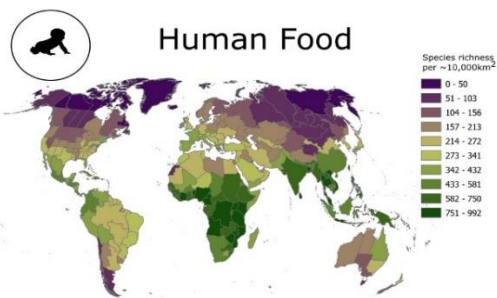 Human Food
Species richness
per ~10,000km²
0 - 50
51 - 103
104 - 156
157 - 213
214 - 272
273 - 341
342 - 432
433 - 581
582 - 750
751 - 992